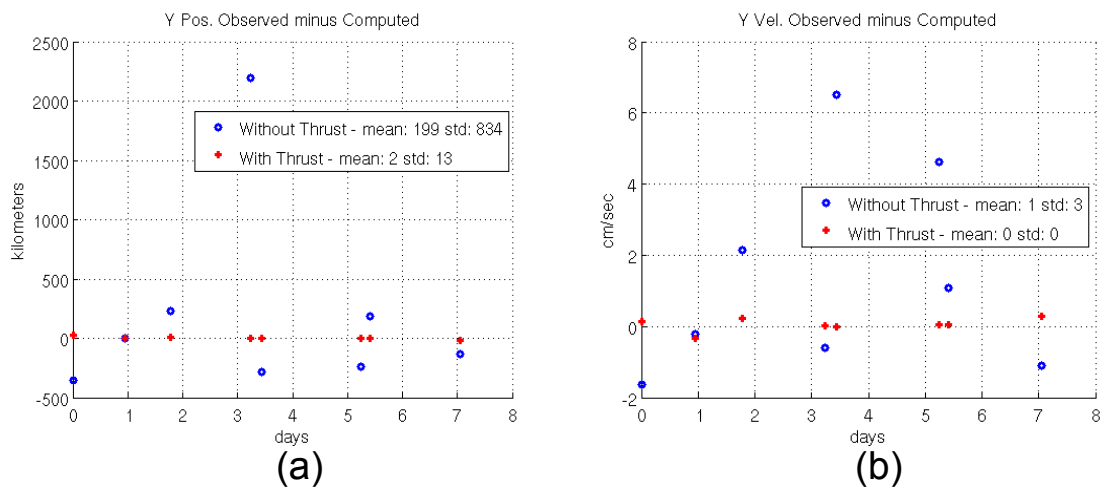 Y Pos. Observed minus Computed
2500
2000
1500
1000
500
0
-500
kilometers
Without Thrust - mean: 199 std: 834
With Thrust - mean: 2 std: 13
0 1 2 3 4 5 6 7 8
days
(a)
Y Vel. Observed minus Computed
8
6
4
2
0
-2
cm/sec
Without Thrust - mean: 1 std: 3
With Thrust - mean: 0 std: 0
0 1 2 3 4 5 6 7 8
days
(b)